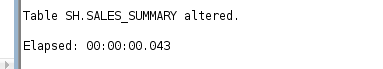 Table SH.SALES_SUMMARY altered.
Elapsed: 00:00:00.043